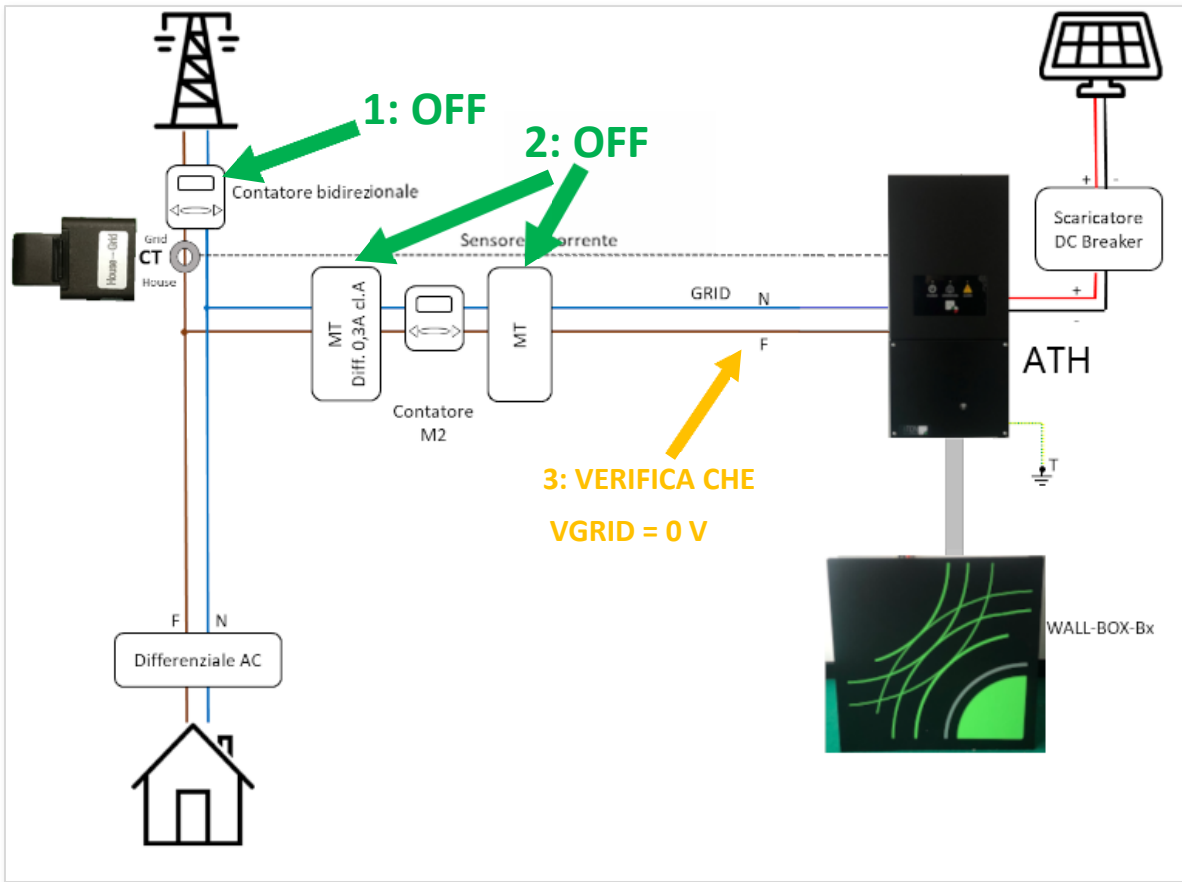 1: OFF
2: OFF
Contatore bidirezionale
Grid
CT
House
House – Grid
Sensore
corrente
GRID
N
F
MT
Diff. 0,3A cl.A
MT
Contatore
M2
3: VERIFICA CHE
VGRID = 0 V
+
-
Scaricatore
DC Breaker
+
-
ATH
T
WALL-BOX-Bx
F
N
Differenziale AC